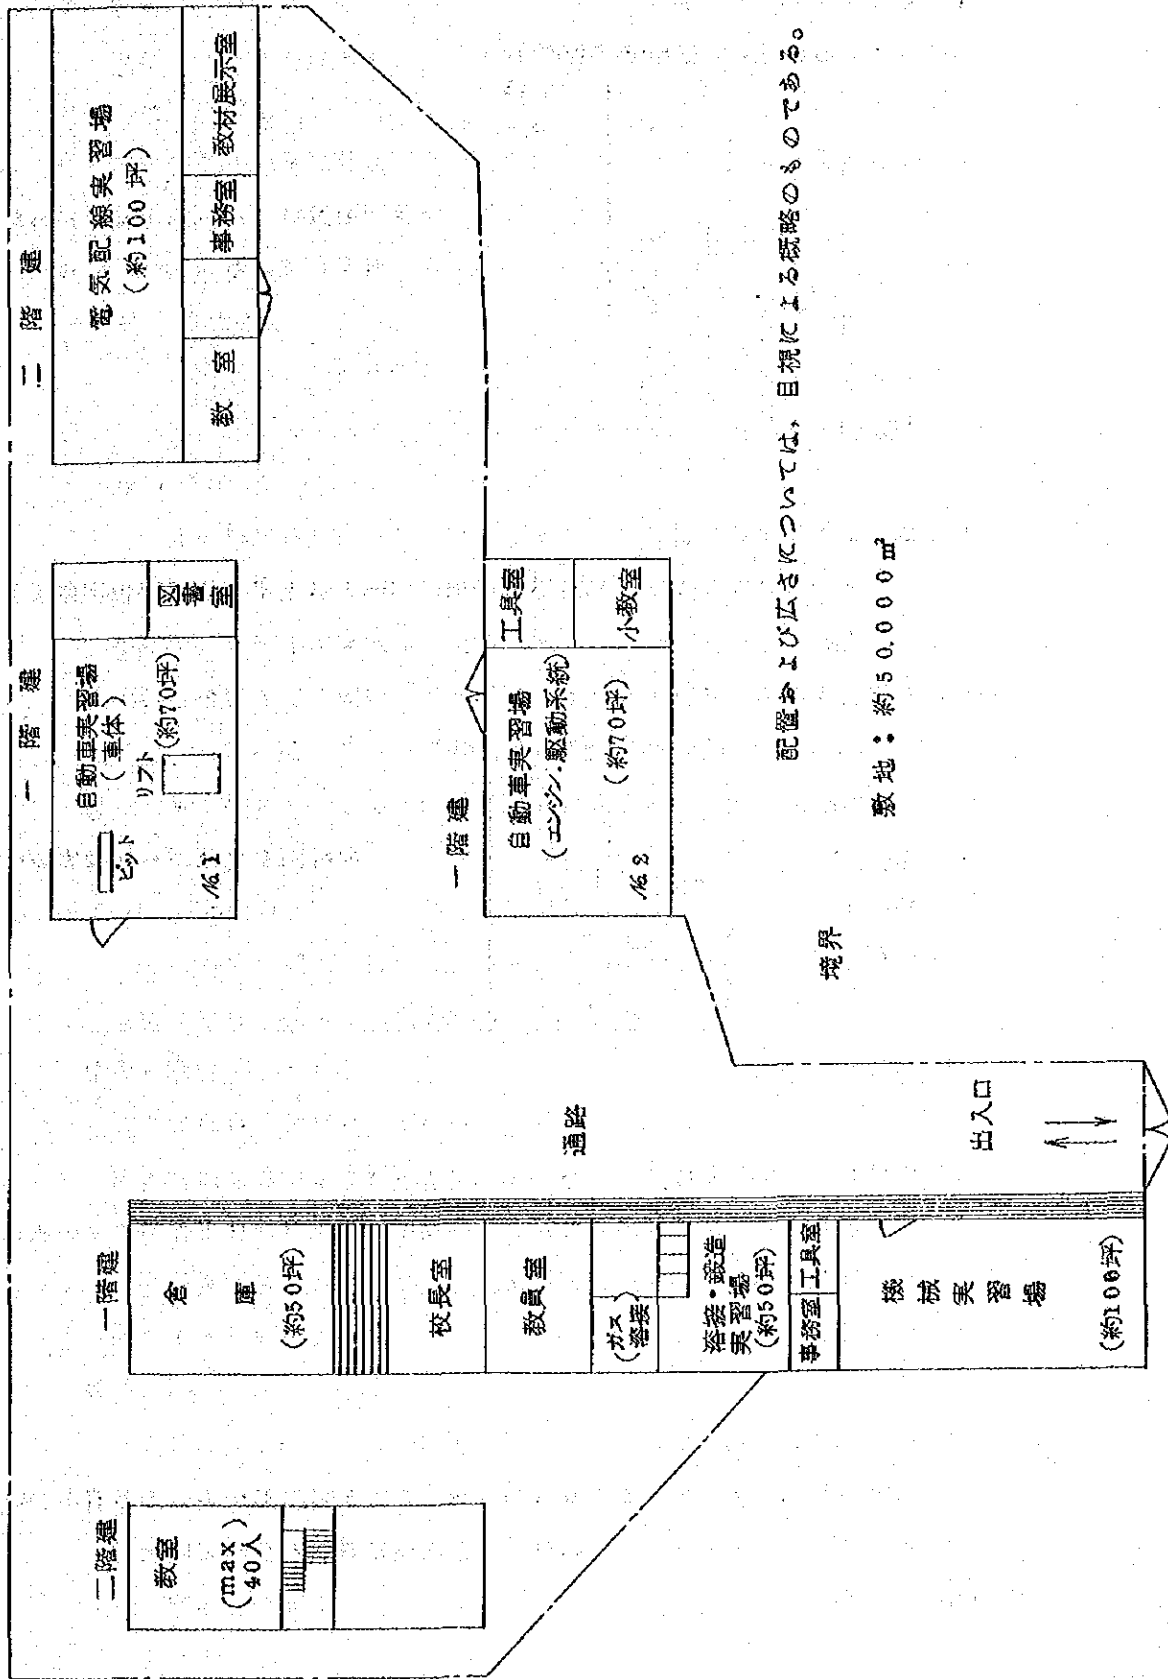 二階建
教室
(max
40人)
一階建
倉庫
(約50坪)
校長室
教員室
(ガス
溶接)
溶接・鍛造
実習場
(約50坪)
事務室
工具室
機械実習場
(約100坪)
通路
出入口
境界
一階建
自動車実習場
(車体)
リフト
(約70坪)
ピット
№1
図書室
一階建
自動車実習場
(エンジン・駆動系統)
(約70坪)
№2
工具室
小教室
二階建
電気配線実習場
(約100坪)
教室
事務室
教材展示室
配置および広さについては、目視による概略のものである。
敷地:約50.000㎡